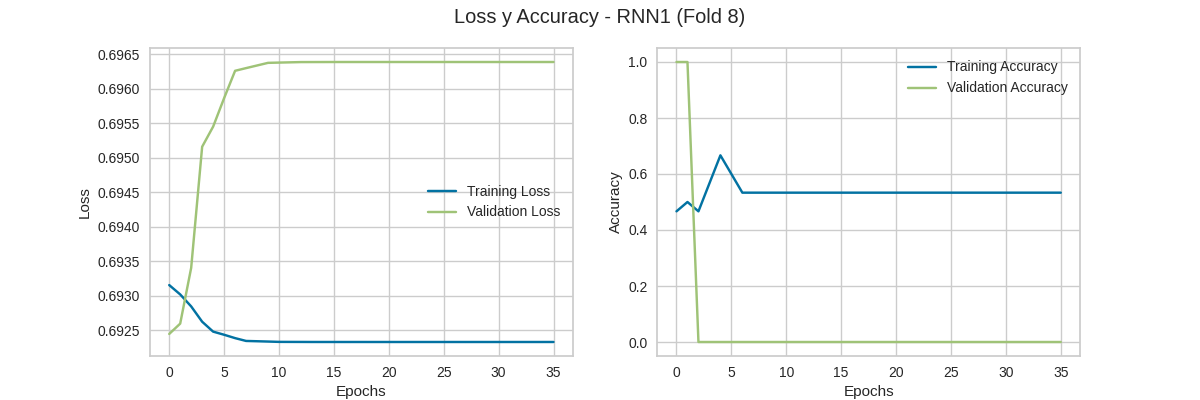 Loss y Accuracy - RNN1 (Fold 8)
0.6965
0.6960
0.6955
0.6950
0.6945
0.6940
0.6935
0.6930
0.6925
Loss
Training Loss
Validation Loss
0 5 10 15 20 25 30 35
Epochs
1.0
0.8
0.6
0.4
0.2
0.0
Accuracy
Training Accuracy
Validation Accuracy
0 5 10 15 20 25 30 35
Epochs